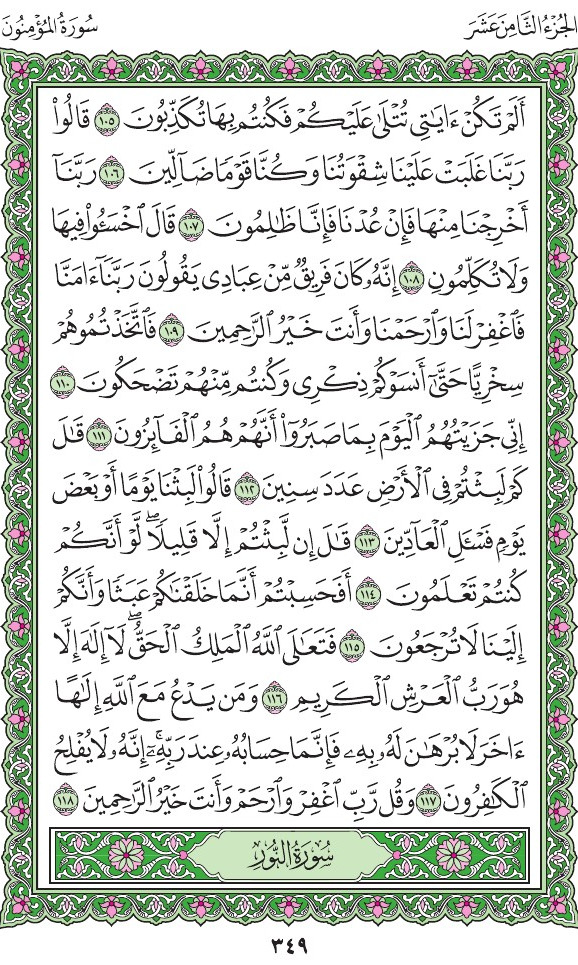 الجزء الثامن عشر
سورة المؤمنون
أَلَمْ تَكُنْ ءَايَٰتِى تُتْلَىٰ عَلَيْكُمْ فَكُنتُم بِهَا تُكَذِّبُونَ ١٠٥ قَالُوا۟
رَبَّنَا غَلَبَتْ عَلَيْنَا شِقْوَتُنَا وَكُنَّا قَوْمًا ضَآلِّينَ ١٠٦ رَبَّنَآ
أَخْرِجْنَا مِنْهَا فَإِنْ عُدْنَا فَإِنَّا ظَٰلِمُونَ ١٠٧ قَالَ ٱخْسَـُٔوا۟ فِيهَا
وَلَا تُكَلِّمُونِ ١٠٨ إِنَّهُۥ كَانَ فَرِيقٌ مِّنْ عِبَادِى يَقُولُونَ رَبَّنَآ ءَامَنَّا
فَٱغْفِرْ لَنَا وَٱرْحَمْنَا وَأَنتَ خَيْرُ ٱلرَّٰحِمِينَ ١٠٩ فَٱتَّخَذْتُمُوهُمْ
سِخْرِيًّا حَتَّىٰٓ أَنسَوْكُمْ ذِكْرِى وَكُنتُم مِّنْهُمْ تَضْحَكُونَ ١١٠
إِنِّى جَزَيْتُهُمُ ٱلْيَوْمَ بِمَا صَبَرُوٓا۟ أَنَّهُمْ هُمُ ٱلْفَآئِزُونَ ١١١ قَٰلَ
كَمْ لَبِثْتُمْ فِى ٱلْأَرْضِ عَدَدَ سِنِينَ ١١٢ قَالُوا۟ لَبِثْنَا يَوْمًا أَوْ بَعْضَ
يَوْمٍ فَسْـَٔلِ ٱلْعَآدِّينَ ١١٣ قَٰلَ إِن لَّبِثْتُمْ إِلَّا قَلِيلًا ۖ لَّوْ أَنَّكُمْ
كُنتُمْ تَعْلَمُونَ ١١٤ أَفَحَسِبْتُمْ أَنَّمَا خَلَقْنَٰكُمْ عَبَثًا وَأَنَّكُمْ
إِلَيْنَا لَا تُرْجَعُونَ ١١٥ فَتَعَٰلَى ٱللَّهُ ٱلْمَلِكُ ٱلْحَقُّ ۖ لَآ إِلَٰهَ إِلَّا
هُوَ رَبُّ ٱلْعَرْشِ ٱلْكَرِيمِ ١١٦ وَمَن يَدْعُ مَعَ ٱللَّهِ إِلَٰهًا
ءَاخَرَ لَا بُرْهَٰنَ لَهُۥ بِهِۦ فَإِنَّمَا حِسَابُهُۥ عِندَ رَبِّهِۦٓ ۚ إِنَّهُۥ لَا يُفْلِحُ
ٱلْكَٰفِرُونَ ١١٧ وَقُل رَّبِّ ٱغْفِرْ وَٱرْحَمْ وَأَنتَ خَيْرُ ٱلرَّٰحِمِينَ ١١٨
سورة النور
٣٤٩